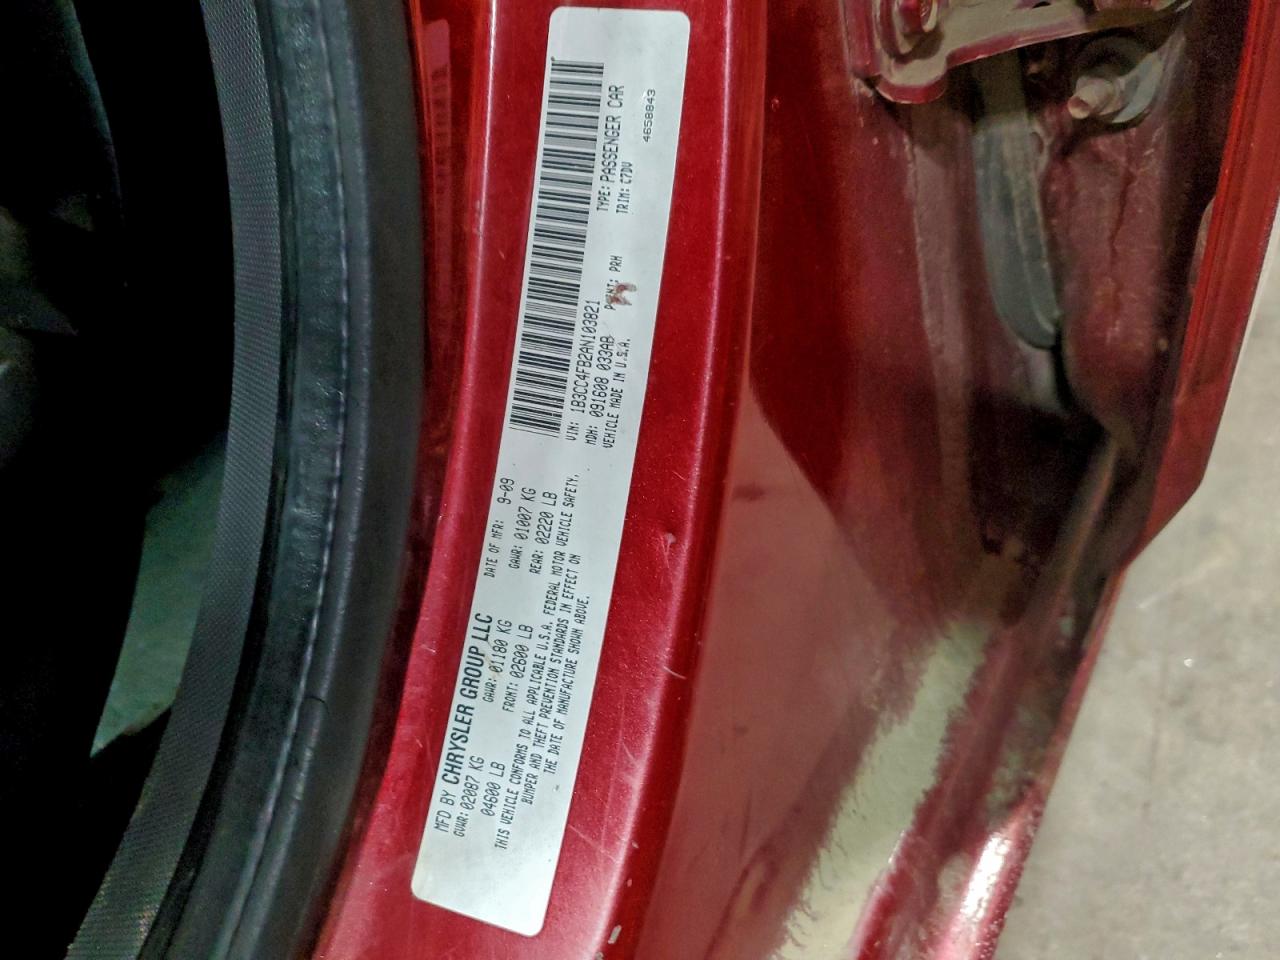 MFD BY CHRYSLER GROUP LLC
DATE OF MFR: 9-09
GVWR: 02087 KG
GAWR: 01180 KG
GAWR: 01007 KG
04600 LB
FRONT: 02600 LB
REAR: 02220 LB
THIS VEHICLE CONFORMS TO ALL APPLICABLE U.S.A. FEDERAL MOTOR VEHICLE SAFETY,
BUMPER AND THEFT PREVENTION STANDARDS IN EFFECT ON
THE DATE OF MANUFACTURE SHOWN ABOVE.
VIN: 1B3CC4FB2AN103821
TYPE: PASSENGER CAR
MDH: 091608 033AB
PAINT: PRH
TRIM: C7DV
VEHICLE MADE IN U.S.A.
4658843